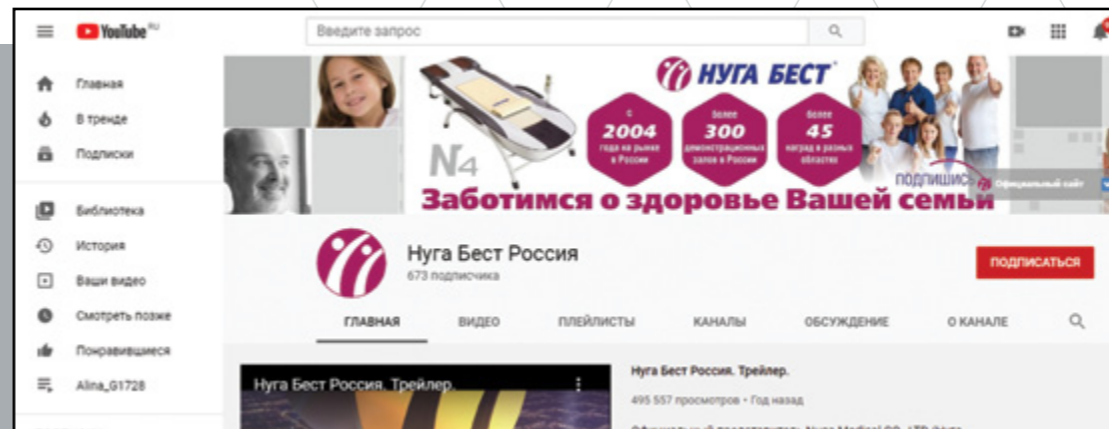 YouTube RU
Введите запрос
Главная
В тренде
Подписки
Библиотека
История
Ваши видео
Смотреть позже
Понравившиеся
Alina_G1728
НУГА БЕСТ
N4
с
2004
года на рынке
в России
более
300
демонстрационных
залов в России
более
45
наград в разных
областях
ПОДПИШИСЬ
Официальный сайт
Заботимся о здоровье Вашей семьи
Нуга Бест Россия
673 подписчика
ПОДПИСАТЬСЯ
ГЛАВНАЯ
ВИДЕО
ПЛЕЙЛИСТЫ
КАНАЛЫ
ОБСУЖДЕНИЕ
О КАНАЛЕ
Нуга Бест Россия. Трейлер.
Нуга Бест Россия. Трейлер.
495 557 просмотров • Год назад